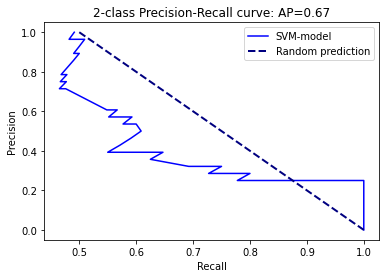 2-class Precision-Recall curve: AP=0.67
SVM-model
Random prediction
Precision
1.0
0.8
0.6
0.4
0.2
0.0
0.5 0.6 0.7 0.8 0.9 1.0
Recall